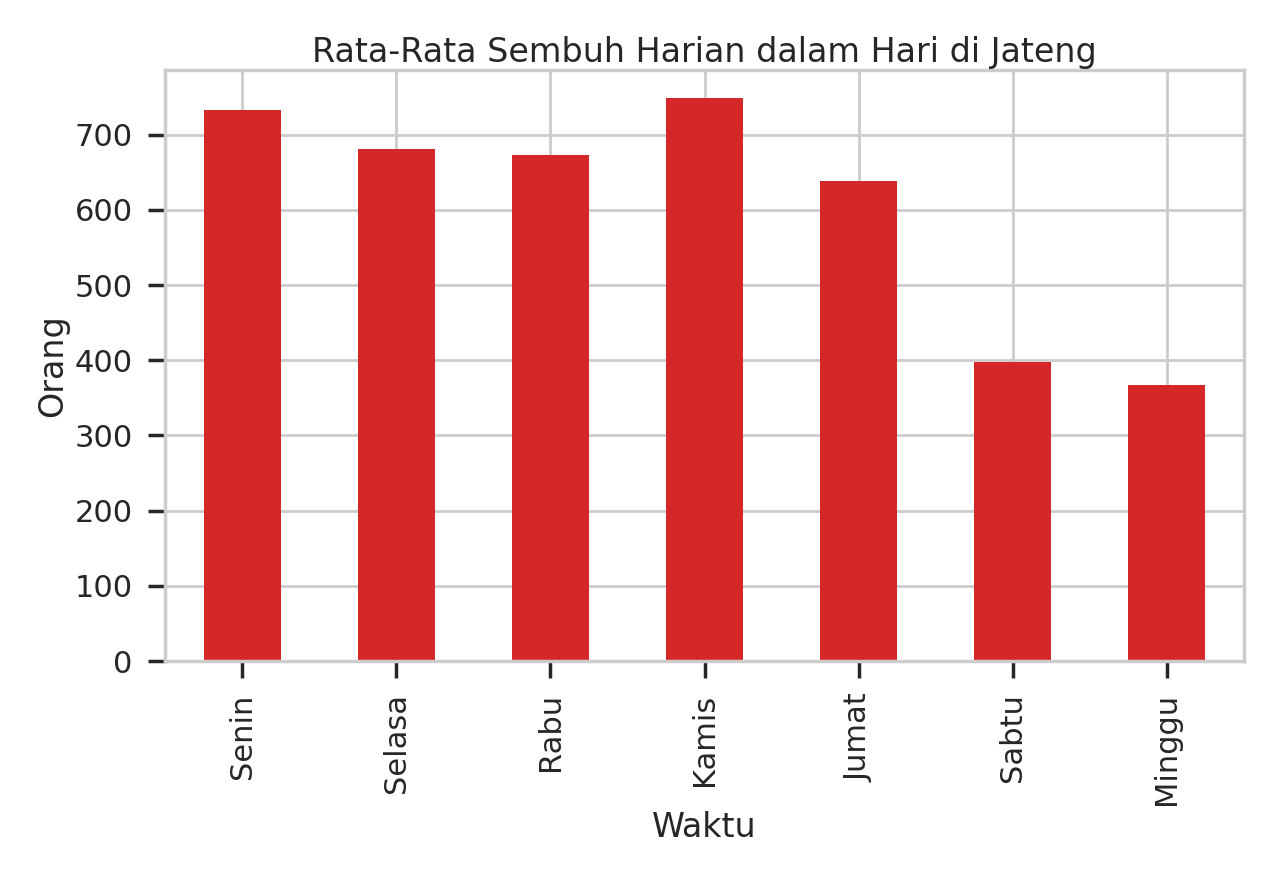 Rata-Rata Sembuh Harian dalam Hari di Jateng
Orang
700
600
500
400
300
200
100
0
Senin
Selasa
Rabu
Kamis
Jumat
Sabtu
Minggu
Waktu